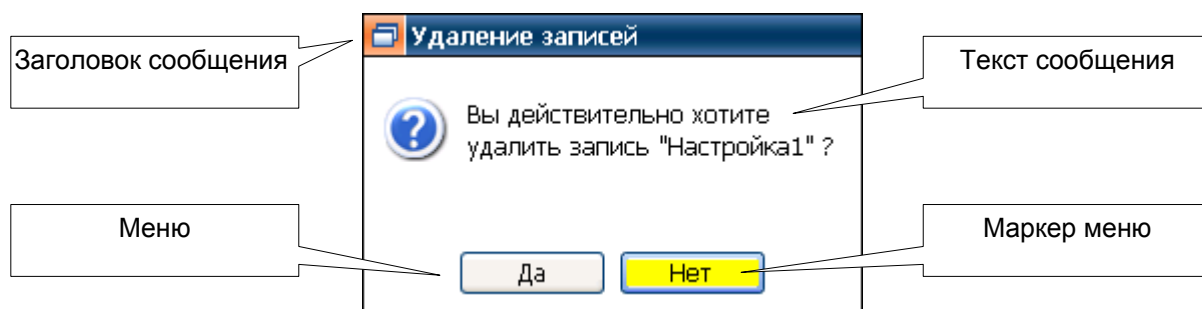 Удаление записей
Заголовок сообщения
Текст сообщения
Вы действительно хотите
удалить запись "Настройка1" ?
Меню
Маркер меню
Да
Нет